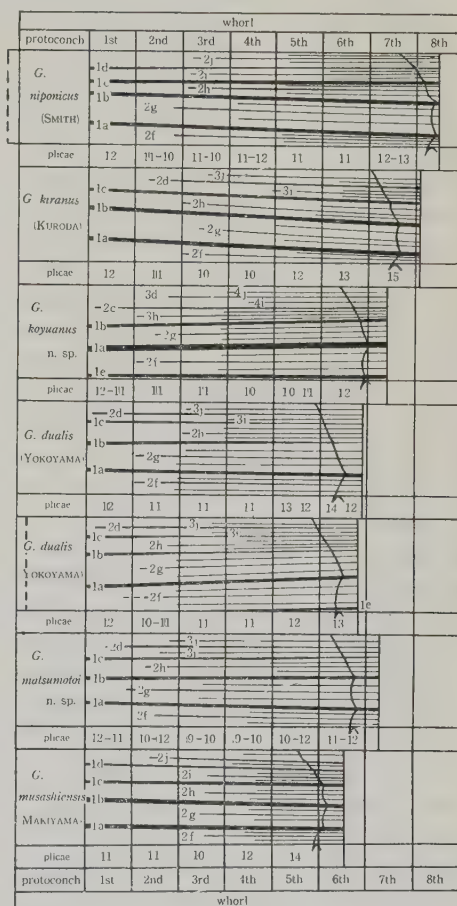 whorl
protoconch 1st 2nd 3rd 4th 5th 6th 7th 8th
G. niponicus (SMITH)
2j
1d 2i
1c 2h
1b 2g
1a 2f
plicae 12 11-10 11-10 11-12 11 11 12-13
G kiranus (KURODA)
2d 3j
1c 3i
1b 2h
2g
1a 2f
plicae 12 11 10 10 12 13 15
G. koyuanus n. sp.
3d 4j
2c 4i
3h
1b 2g
1a 2f
1e
plicae 12-11 11 11 10 10 11 12
G. dualis (YOKOYAMA)
2d 3j
1c 3i
1b 2h
2g
1a 2f
plicae 12 11 11 11 13 12 14 12
G. dualis (YOKOYAMA)
2d 3j
1c
1b 2h
2g
1a 2f
1e
plicae 12 10-11 11 11 12 13
G. matsumotoi n. sp.
2d 3j
1c 3i
2h
1b 2g
1a 2f
plicae 12-11 10-12 9-10 9-10 10-12 11-12
G. musashiensis MAKIYAMA
2j
1d 2i
1c 2h
1b 2g
1a 2f
plicae 11 11 10 12 14
protoconch 1st 2nd 3rd 4th 5th 6th 7th 8th
whorl